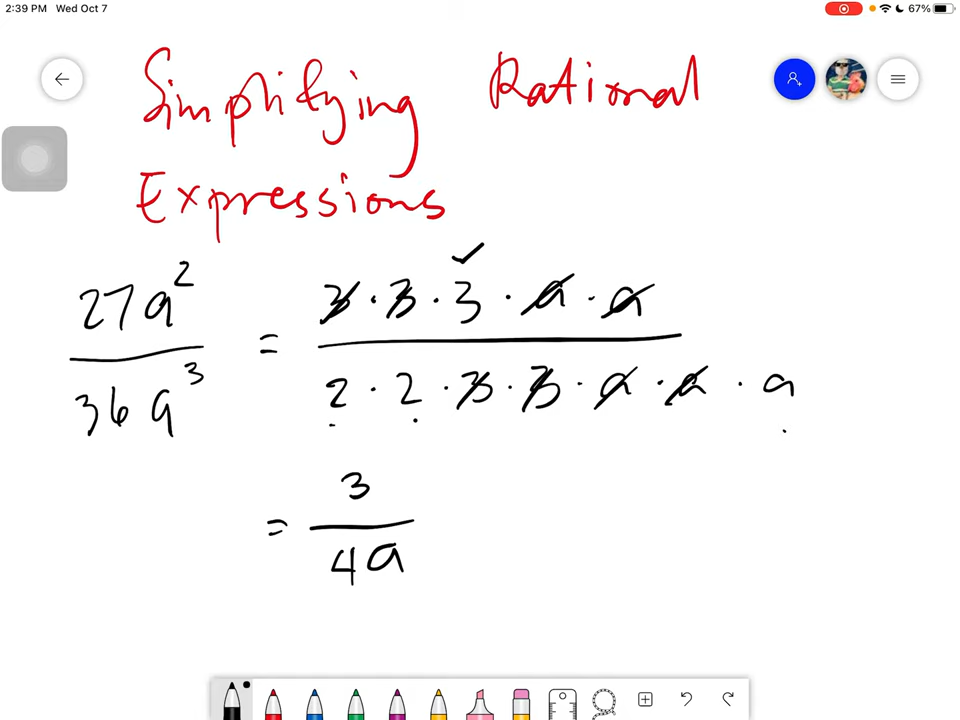 2:39 PM Wed Oct 7 67%
Simplifying Rational
Expressions
27a² / 36a³ = 3 · 3 · 3 · a · a / 2 · 2 · 3 · 3 · a · a · a
= 3 / 4a